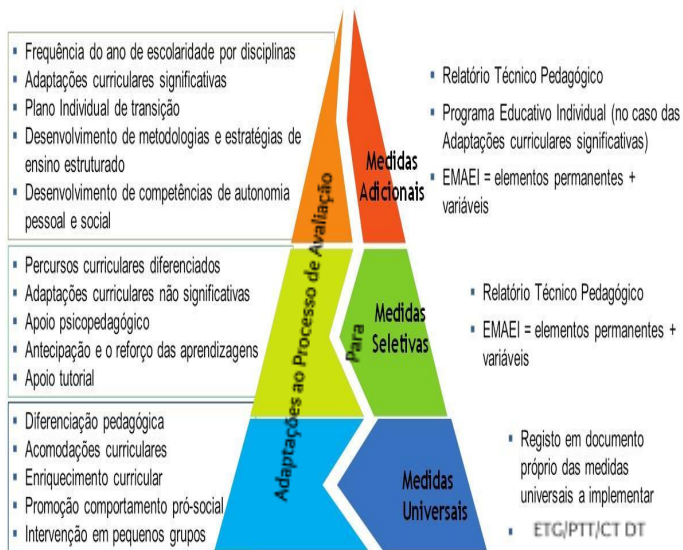 ▪ Frequência do ano de escolaridade por disciplinas
▪ Adaptações curriculares significativas
▪ Plano Individual de transição
▪ Desenvolvimento de metodologias e estratégias de
ensino estruturado
▪ Desenvolvimento de competências de autonomia
pessoal e social
▪ Percursos curriculares diferenciados
▪ Adaptações curriculares não significativas
▪ Apoio psicopedagógico
▪ Antecipação e o reforço das aprendizagens
▪ Apoio tutorial
▪ Diferenciação pedagógica
▪ Acomodações curriculares
▪ Enriquecimento curricular
▪ Promoção comportamento pró-social
▪ Intervenção em pequenos grupos
Adaptações ao Processo de Avaliação
Para
Medidas
Adicionais
Medidas
Seletivas
Medidas
Universais
▪ Relatório Técnico Pedagógico
▪ Programa Educativo Individual (no caso das
Adaptações curriculares significativas)
▪ EMAEI = elementos permanentes +
variáveis
▪ Relatório Técnico Pedagógico
▪ EMAEI = elementos permanentes +
variáveis
▪ Registo em documento
próprio das medidas
universais a implementar
▪ ETG/PTT/CT DT